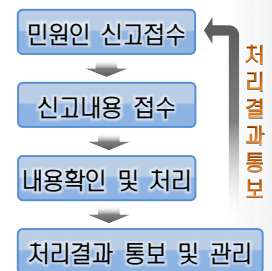 민원인 신고접수
신고내용 접수
내용확인 및 처리
처리결과 통보 및 관리
처리결과통보